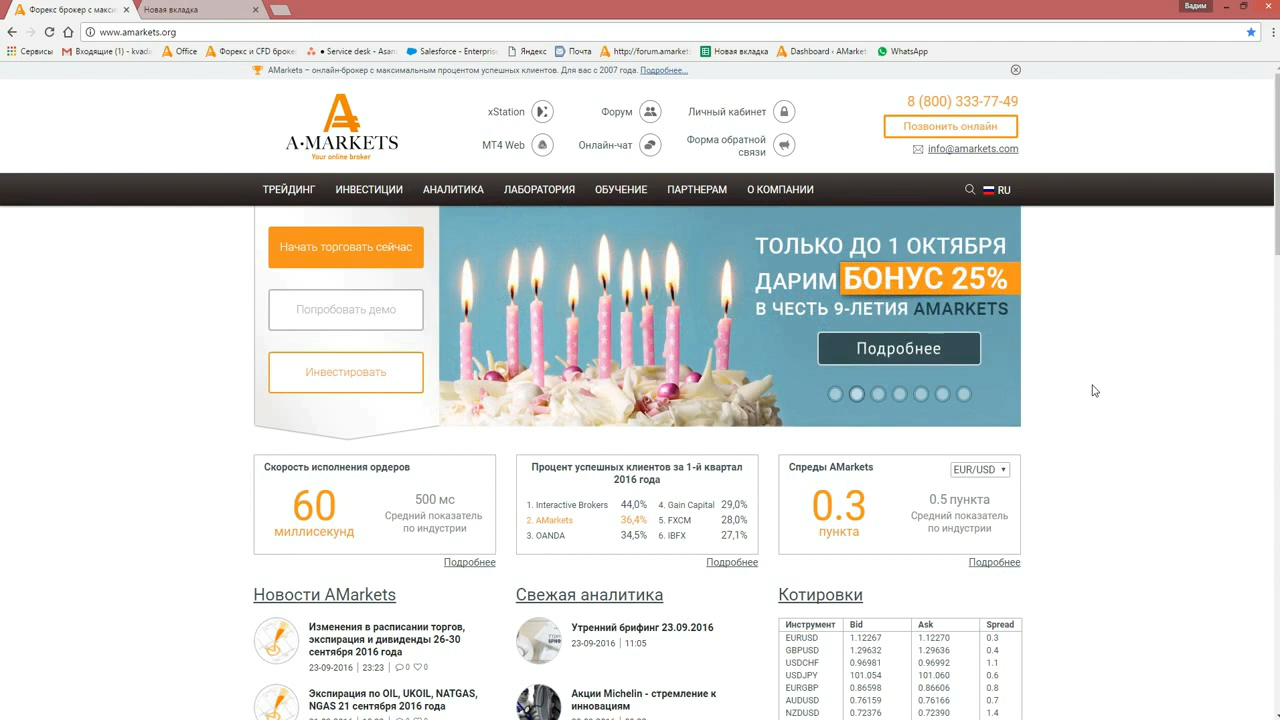 Форекс брокер с макси
Новая вкладка
Вадим
www.amarkets.org
Сервисы
Входящие (1) - kvadi
Office
Форекс и CFD броке
Service desk - Asan
Salesforce - Enterpris
Яндекс
Почта
http://forum.amarket
Новая вкладка
Dashboard ‹ AMarke
WhatsApp
AMarkets – онлайн-брокер с максимальным процентом успешных клиентов. Для вас с 2007 года. Подробнее...
A·MARKETS
Your online broker
xStation
Форум
Личный кабинет
MT4 Web
Онлайн-чат
Форма обратной
связи
8 (800) 333-77-49
Позвонить онлайн
info@amarkets.com
ТРЕЙДИНГ ИНВЕСТИЦИИ АНАЛИТИКА ЛАБОРАТОРИЯ ОБУЧЕНИЕ ПАРТНЕРАМ О КОМПАНИИ RU
Начать торговать сейчас
Попробовать демо
Инвестировать
ТОЛЬКО ДО 1 ОКТЯБРЯ
ДАРИМ БОНУС 25%
В ЧЕСТЬ 9-ЛЕТИЯ AMARKETS
Подробнее
Скорость исполнения ордеров
60
миллисекунд
500 мс
Средний показатель
по индустрии
Подробнее
Процент успешных клиентов за 1-й квартал
2016 года
1. Interactive Brokers 44,0% 4. Gain Capital 29,0%
2. AMarkets 36,4% 5. FXCM 28,0%
3. OANDA 34,5% 6. IBFX 27,1%
Подробнее
Спреды AMarkets
EUR/USD
0.3
пункта
0.5 пункта
Средний показатель
по индустрии
Подробнее
Новости AMarkets
Изменения в расписании торгов,
экспирация и дивиденды 26-30
сентября 2016 года
23-09-2016 | 23:23 | 0 0
Экспирация по OIL, UKOIL, NATGAS,
NGAS 21 сентября 2016 года
Свежая аналитика
Утренний брифинг 23.09.2016
23-09-2016 | 11:05
Акции Michelin - стремление к
инновациям
Котировки
Инструмент Bid Ask Spread
EURUSD 1.12267 1.12270 0.3
GBPUSD 1.29632 1.29636 0.4
USDCHF 0.96981 0.96992 1.1
USDJPY 101.054 101.060 0.6
EURGBP 0.86598 0.86606 0.8
AUDUSD 0.76159 0.76166 0.7
NZDUSD 0.72376 0.72390 1.4